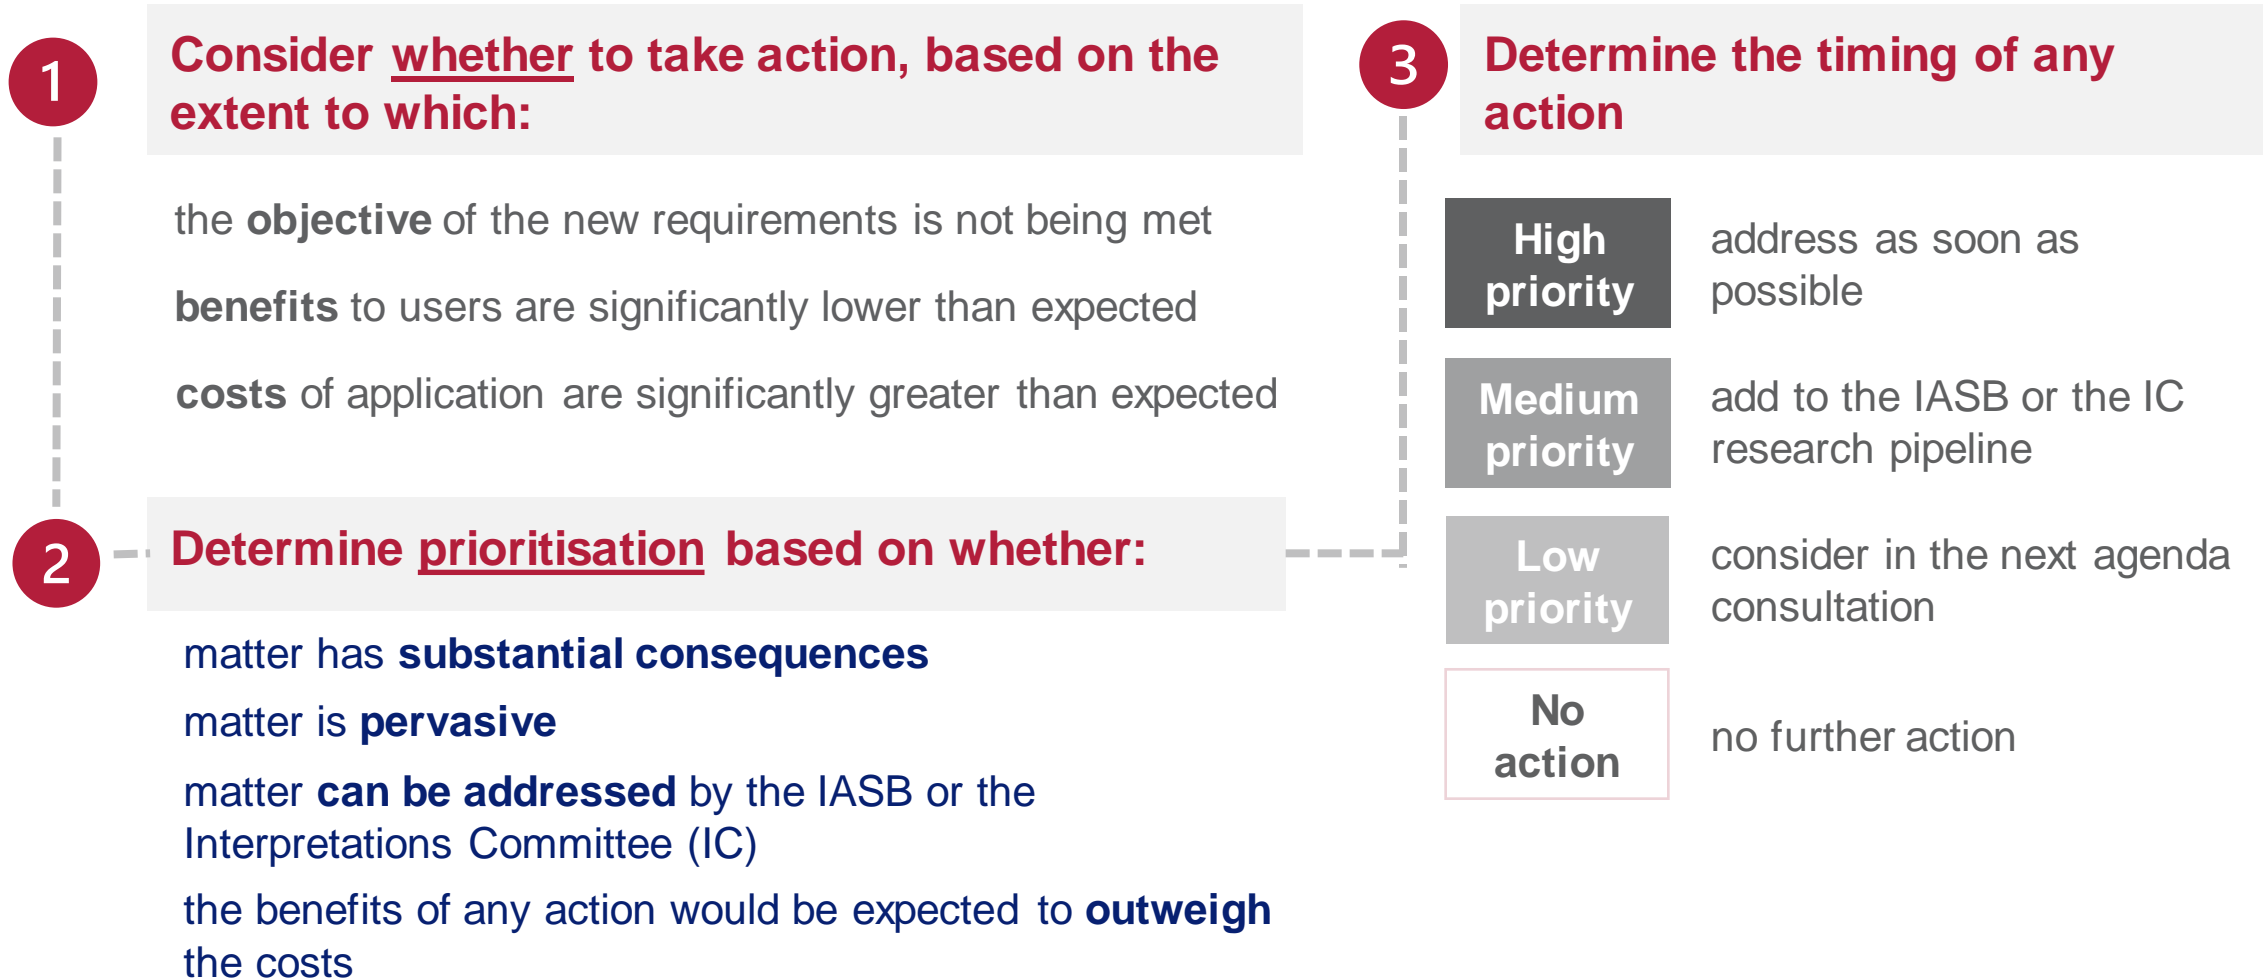 1
Consider whether to take action, based on the
extent to which:
the objective of the new requirements is not being met
benefits to users are significantly lower than expected
costs of application are significantly greater than expected
2
Determine prioritisation based on whether:
matter has substantial consequences
matter is pervasive
matter can be addressed by the IASB or the
Interpretations Committee (IC)
the benefits of any action would be expected to outweigh
the costs
3
Determine the timing of any
action
High
priority
address as soon as
possible
Medium
priority
add to the IASB or the IC
research pipeline
Low
priority
consider in the next agenda
consultation
No
action
no further action